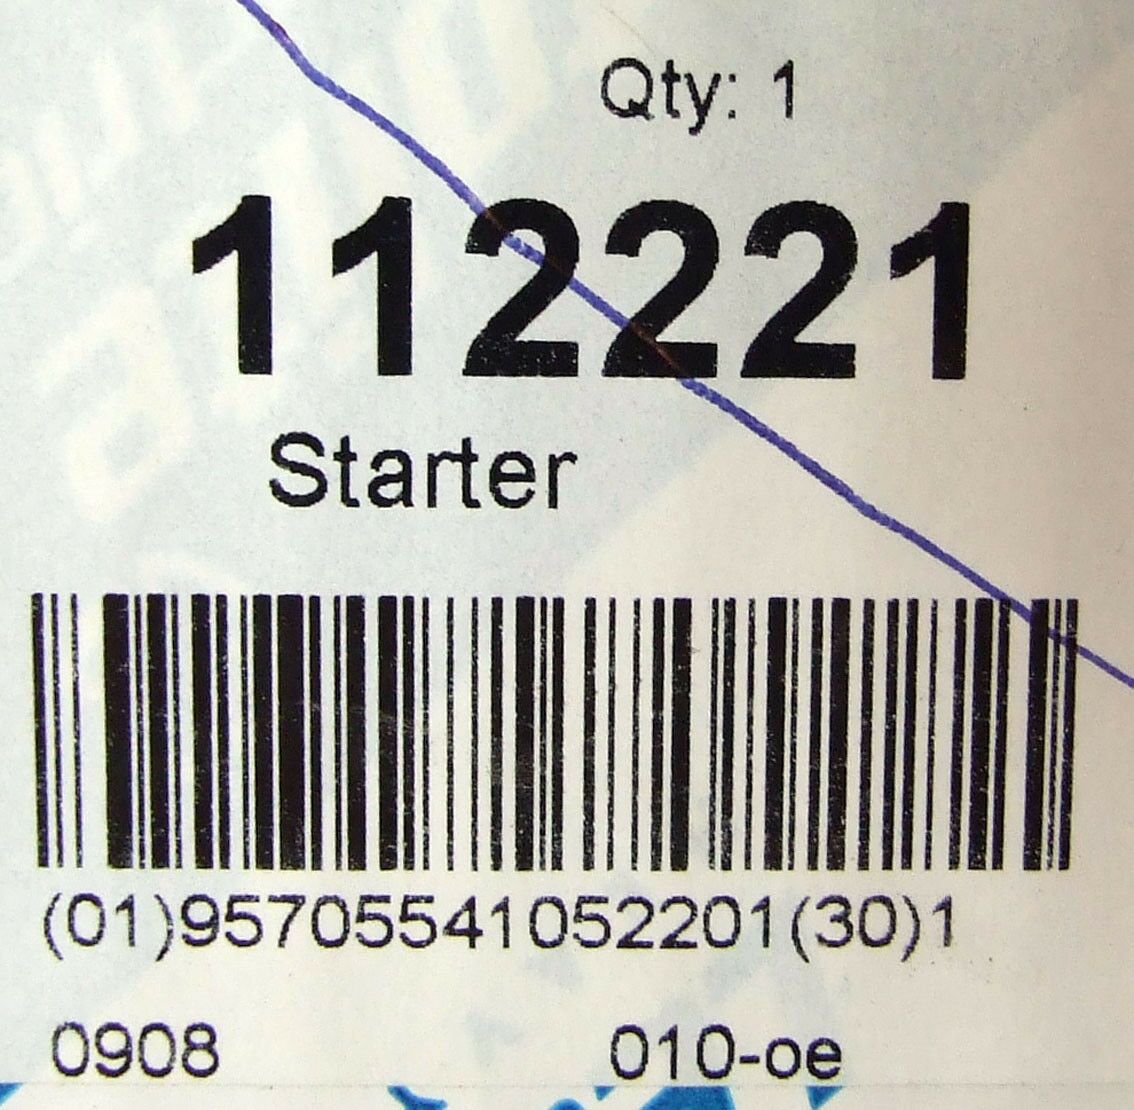 Qty: 1
112221
Starter
(01)95705541052201(30)1
0908
010-oe